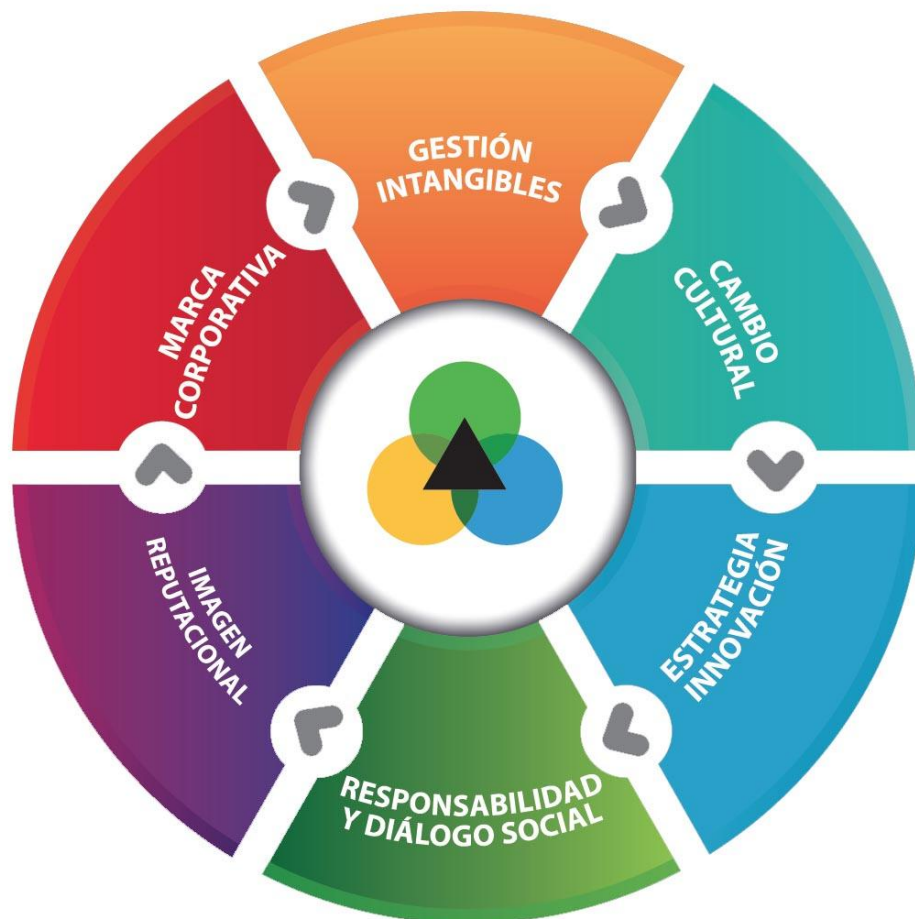 GESTIÓN
INTANGIBLES
CAMBIO
CULTURAL
ESTRATEGIA
INNOVACIÓN
RESPONSABILIDAD
Y DIÁLOGO SOCIAL
IMAGEN
REPUTACIONAL
MARCA
CORPORATIVA